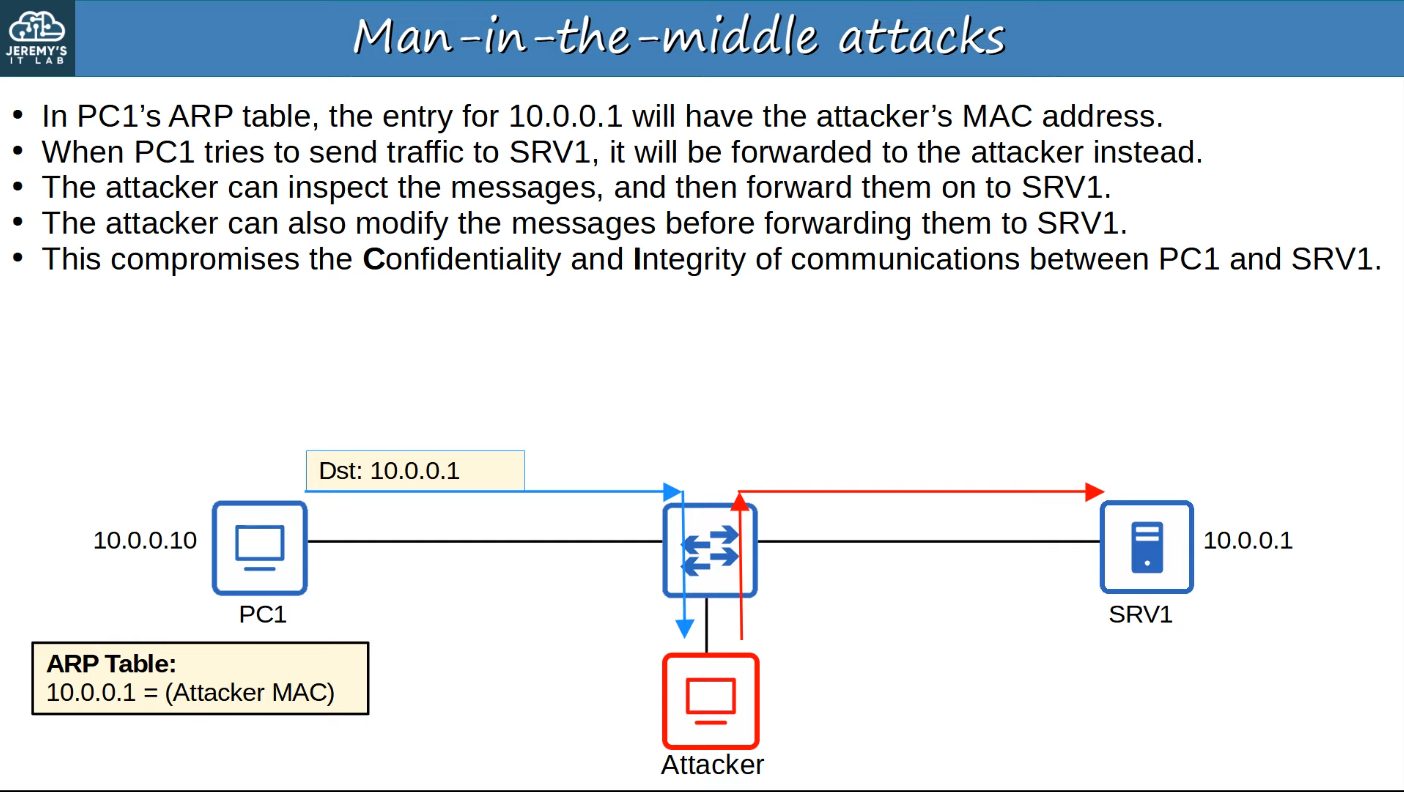 JEREMY'S
IT LAB
Man-in-the-middle attacks
• In PC1’s ARP table, the entry for 10.0.0.1 will have the attacker’s MAC address.
• When PC1 tries to send traffic to SRV1, it will be forwarded to the attacker instead.
• The attacker can inspect the messages, and then forward them on to SRV1.
• The attacker can also modify the messages before forwarding them to SRV1.
• This compromises the Confidentiality and Integrity of communications between PC1 and SRV1.
Dst: 10.0.0.1
10.0.0.10
10.0.0.1
PC1
SRV1
ARP Table:
10.0.0.1 = (Attacker MAC)
Attacker